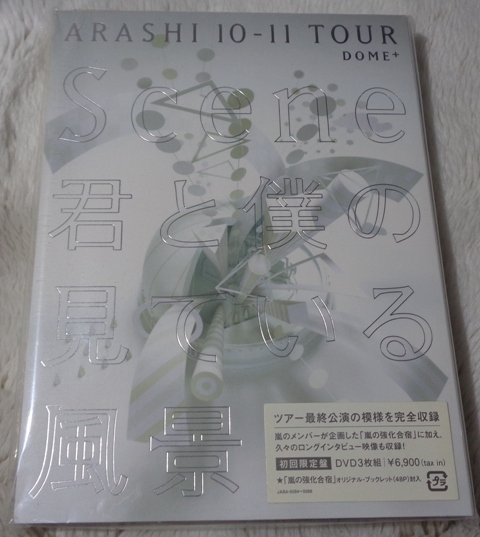 ARASHI 10-11 TOUR
DOME+
Scene
君と僕の
見ている
風景
ツアー最終公演の模様を完全収録
嵐のメンバーが企画した「嵐の強化合宿」に加え、
久々のロングインタビュー映像も収録!
初回限定盤 DVD3枚組 ¥6,900(tax in)
★「嵐の強化合宿」オリジナル・ブックレット(48P)封入
プラ